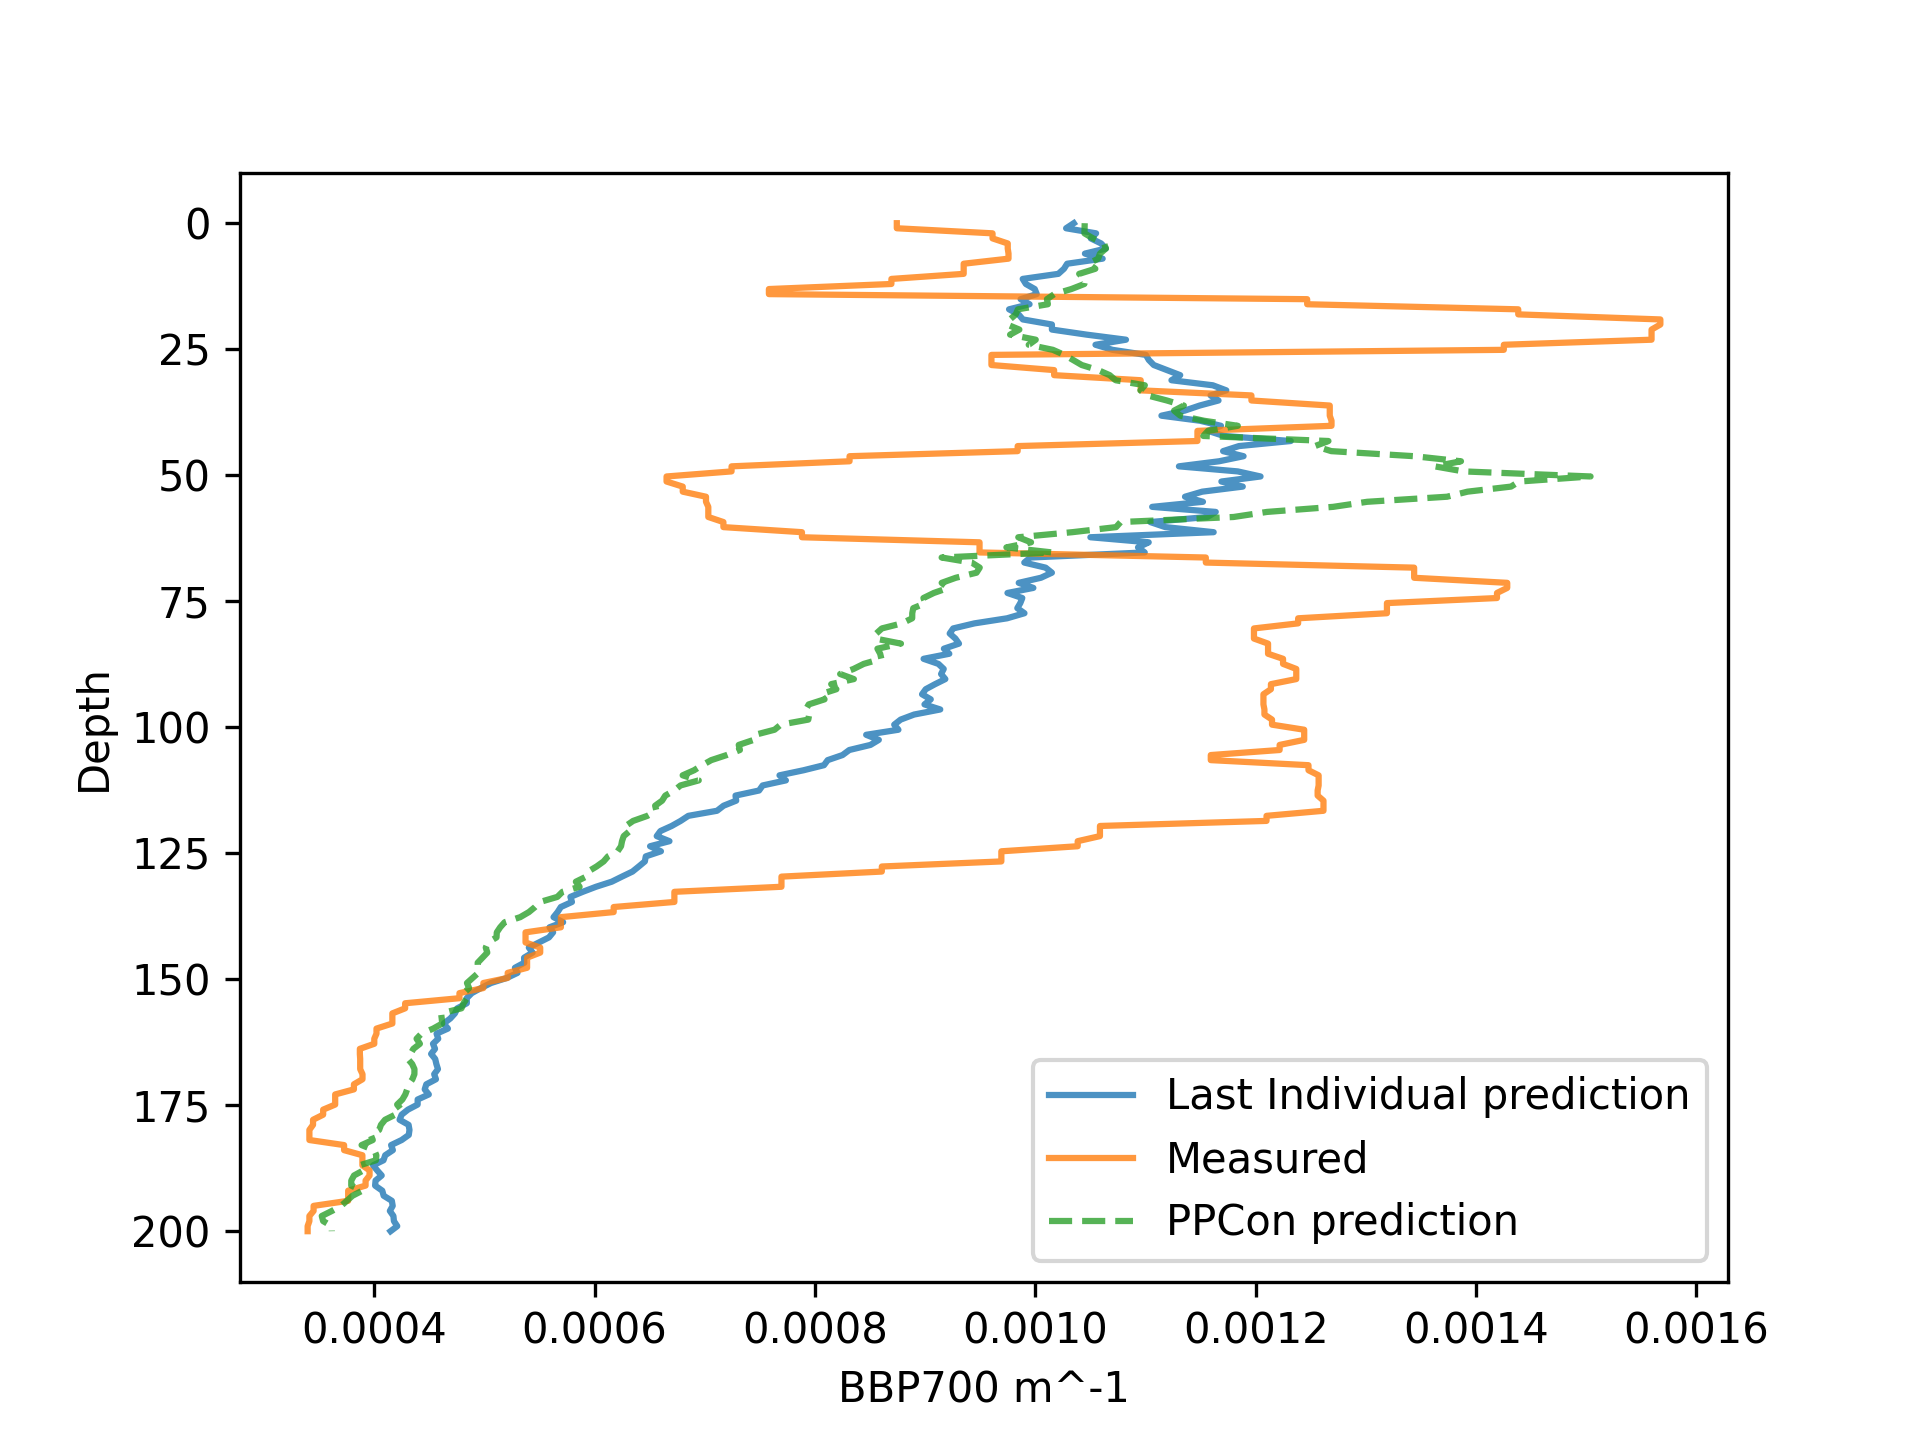 0
25
50
75
100
125
150
175
200
Depth
0.0004 0.0006 0.0008 0.0010 0.0012 0.0014 0.0016
BBP700 m^-1
Last Individual prediction
Measured
PPCon prediction